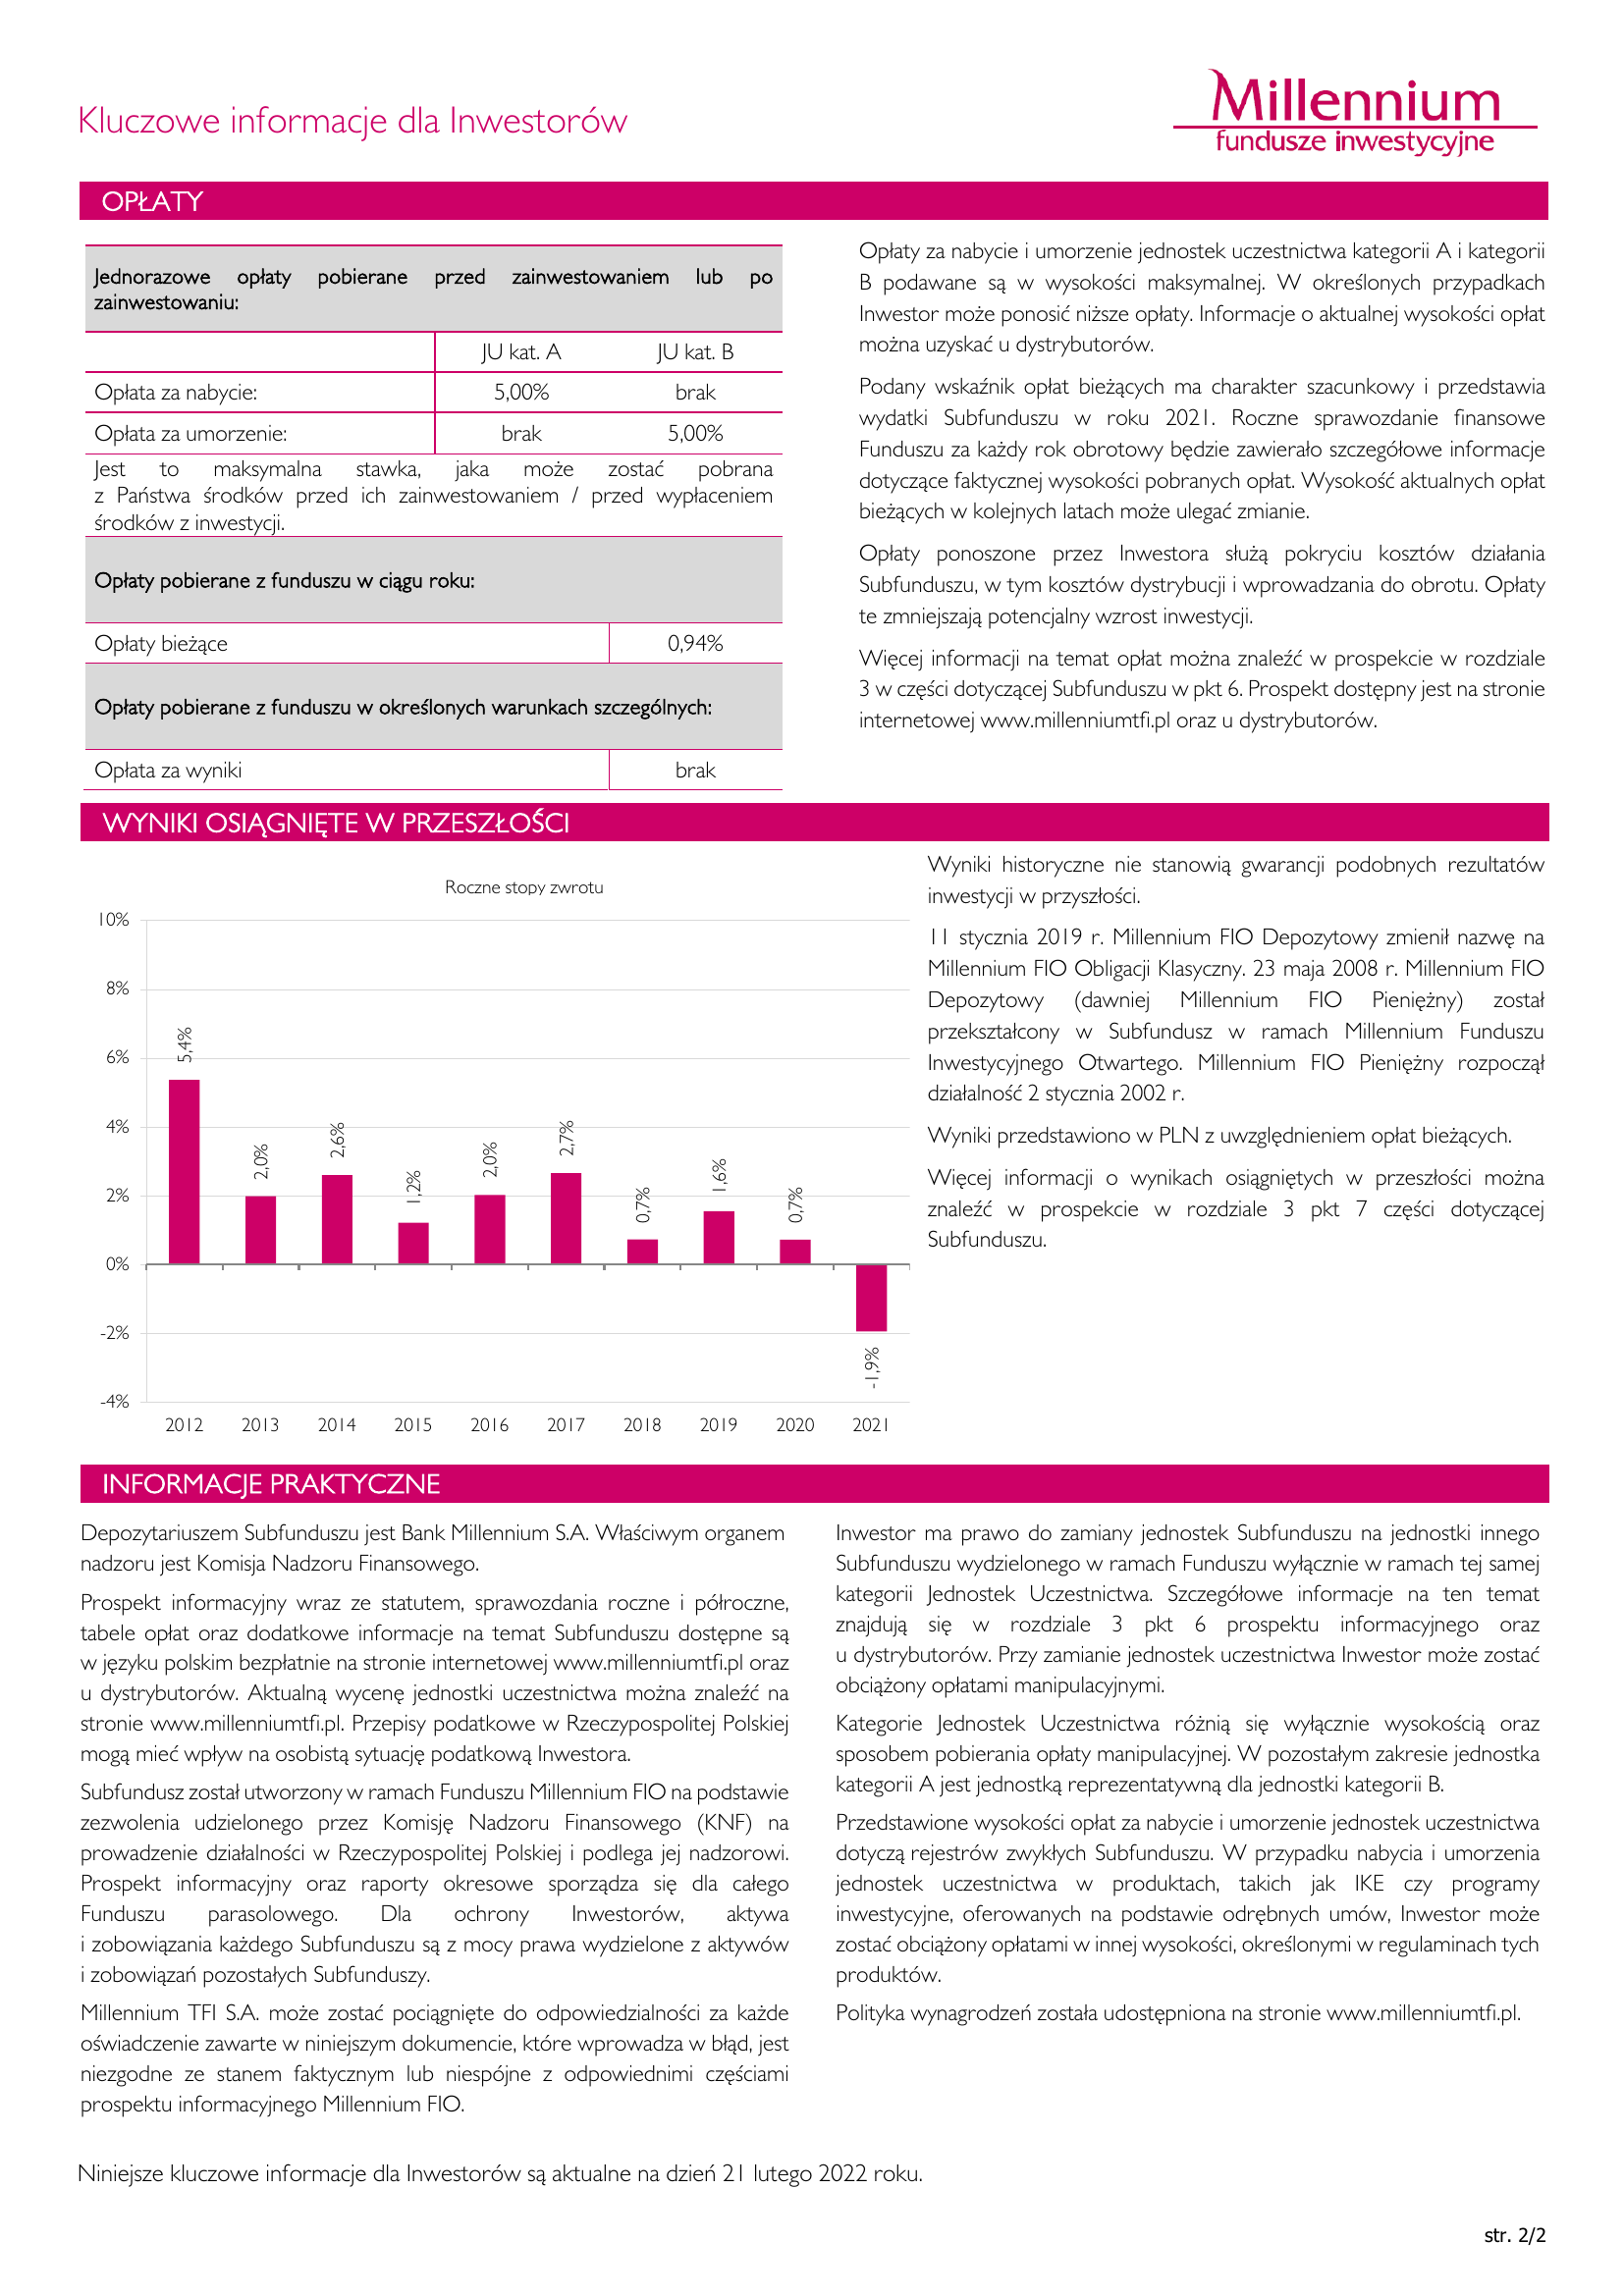 Kluczowe informacje dla Inwestorów
Millennium
fundusze inwestycyjne
OPŁATY
Jednorazowe opłaty pobierane przed zainwestowaniem lub po
zainwestowaniu:
JU kat. A JU kat. B
Opłata za nabycie: 5,00% brak
Opłata za umorzenie: brak 5,00%
Jest to maksymalna stawka, jaka może zostać pobrana
z Państwa środków przed ich zainwestowaniem / przed wypłaceniem
środków z inwestycji.
Opłaty pobierane z funduszu w ciągu roku:
Opłaty bieżące 0,94%
Opłaty pobierane z funduszu w określonych warunkach szczególnych:
Opłata za wyniki brak
Opłaty za nabycie i umorzenie jednostek uczestnictwa kategorii A i kategorii
B podawane są w wysokości maksymalnej. W określonych przypadkach
Inwestor może ponosić niższe opłaty. Informacje o aktualnej wysokości opłat
można uzyskać u dystrybutorów.
Podany wskaźnik opłat bieżących ma charakter szacunkowy i przedstawia
wydatki Subfunduszu w roku 2021. Roczne sprawozdanie finansowe
Funduszu za każdy rok obrotowy będzie zawierało szczegółowe informacje
dotyczące faktycznej wysokości pobranych opłat. Wysokość aktualnych opłat
bieżących w kolejnych latach może ulegać zmianie.
Opłaty ponoszone przez Inwestora służą pokryciu kosztów działania
Subfunduszu, w tym kosztów dystrybucji i wprowadzania do obrotu. Opłaty
te zmniejszają potencjalny wzrost inwestycji.
Więcej informacji na temat opłat można znaleźć w prospekcie w rozdziale
3 w części dotyczącej Subfunduszu w pkt 6. Prospekt dostępny jest na stronie
internetowej www.millenniumtfi.pl oraz u dystrybutorów.
WYNIKI OSIĄGNIĘTE W PRZESZŁOŚCI
Roczne stopy zwrotu
10%
8%
6%
4%
2%
0%
-2%
-4%
5,4%
2,0%
2,6%
1,2%
2,0%
2,7%
0,7%
1,6%
0,7%
-1,9%
2012 2013 2014 2015 2016 2017 2018 2019 2020 2021
Wyniki historyczne nie stanowią gwarancji podobnych rezultatów
inwestycji w przyszłości.
11 stycznia 2019 r. Millennium FIO Depozytowy zmienił nazwę na
Millennium FIO Obligacji Klasyczny. 23 maja 2008 r. Millennium FIO
Depozytowy (dawniej Millennium FIO Pieniężny) został
przekształcony w Subfundusz w ramach Millennium Funduszu
Inwestycyjnego Otwartego. Millennium FIO Pieniężny rozpoczął
działalność 2 stycznia 2002 r.
Wyniki przedstawiono w PLN z uwzględnieniem opłat bieżących.
Więcej informacji o wynikach osiągniętych w przeszłości można
znaleźć w prospekcie w rozdziale 3 pkt 7 części dotyczącej
Subfunduszu.
INFORMACJE PRAKTYCZNE
Depozytariuszem Subfunduszu jest Bank Millennium S.A. Właściwym organem
nadzoru jest Komisja Nadzoru Finansowego.
Prospekt informacyjny wraz ze statutem, sprawozdania roczne i półroczne,
tabele opłat oraz dodatkowe informacje na temat Subfunduszu dostępne są
w języku polskim bezpłatnie na stronie internetowej www.millenniumtfi.pl oraz
u dystrybutorów. Aktualną wycenę jednostki uczestnictwa można znaleźć na
stronie www.millenniumtfi.pl. Przepisy podatkowe w Rzeczypospolitej Polskiej
mogą mieć wpływ na osobistą sytuację podatkową Inwestora.
Subfundusz został utworzony w ramach Funduszu Millennium FIO na podstawie
zezwolenia udzielonego przez Komisję Nadzoru Finansowego (KNF) na
prowadzenie działalności w Rzeczypospolitej Polskiej i podlega jej nadzorowi.
Prospekt informacyjny oraz raporty okresowe sporządza się dla całego
Funduszu parasolowego. Dla ochrony Inwestorów, aktywa
i zobowiązania każdego Subfunduszu są z mocy prawa wydzielone z aktywów
i zobowiązań pozostałych Subfunduszy.
Millennium TFI S.A. może zostać pociągnięte do odpowiedzialności za każde
oświadczenie zawarte w niniejszym dokumencie, które wprowadza w błąd, jest
niezgodne ze stanem faktycznym lub niespójne z odpowiednimi częściami
prospektu informacyjnego Millennium FIO.
Inwestor ma prawo do zamiany jednostek Subfunduszu na jednostki innego
Subfunduszu wydzielonego w ramach Funduszu wyłącznie w ramach tej samej
kategorii Jednostek Uczestnictwa. Szczegółowe informacje na ten temat
znajdują się w rozdziale 3 pkt 6 prospektu informacyjnego oraz
u dystrybutorów. Przy zamianie jednostek uczestnictwa Inwestor może zostać
obciążony opłatami manipulacyjnymi.
Kategorie Jednostek Uczestnictwa różnią się wyłącznie wysokością oraz
sposobem pobierania opłaty manipulacyjnej. W pozostałym zakresie jednostka
kategorii A jest jednostką reprezentatywną dla jednostki kategorii B.
Przedstawione wysokości opłat za nabycie i umorzenie jednostek uczestnictwa
dotyczą rejestrów zwykłych Subfunduszu. W przypadku nabycia i umorzenia
jednostek uczestnictwa w produktach, takich jak IKE czy programy
inwestycyjne, oferowanych na podstawie odrębnych umów, Inwestor może
zostać obciążony opłatami w innej wysokości, określonymi w regulaminach tych
produktów.
Polityka wynagrodzeń została udostępniona na stronie www.millenniumtfi.pl.
Niniejsze kluczowe informacje dla Inwestorów są aktualne na dzień 21 lutego 2022 roku.
str. 2/2